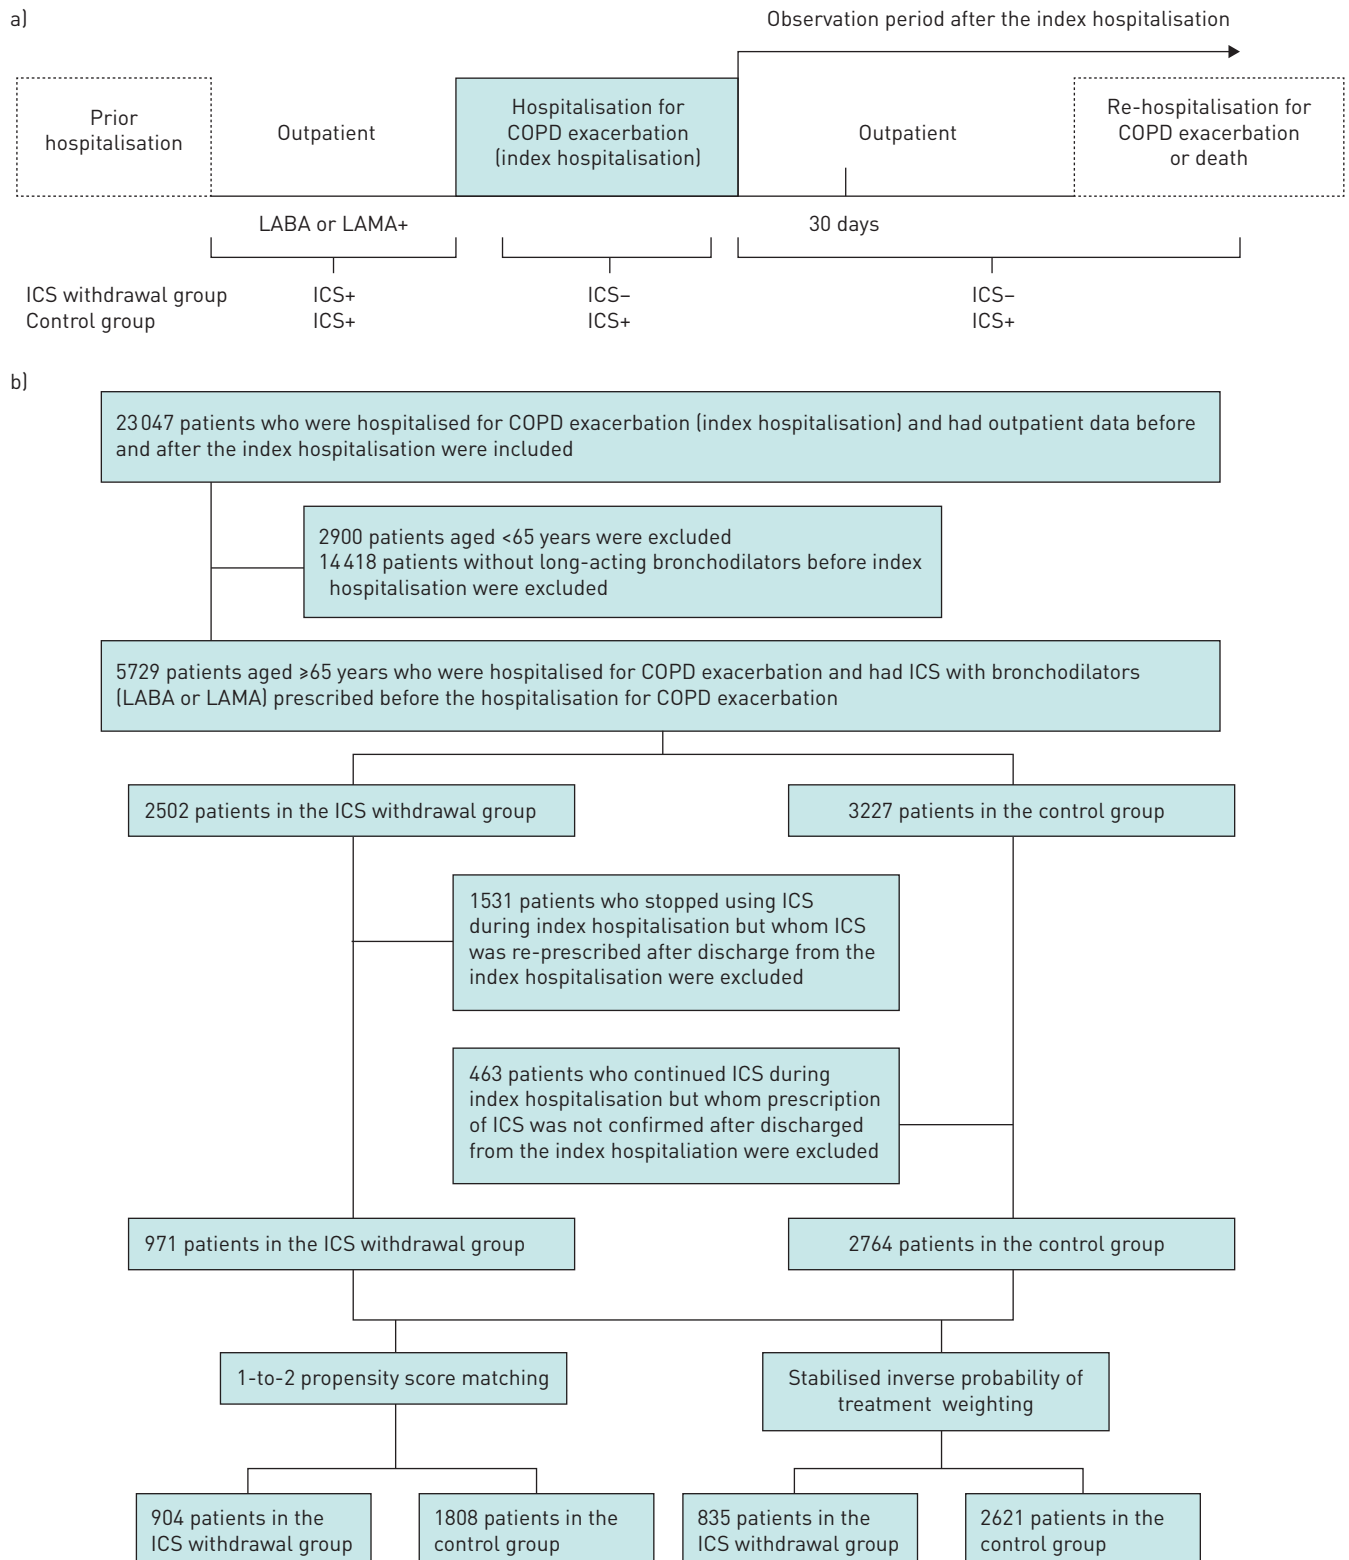 a)
Observation period after the index hospitalisation
Prior
hospitalisation
Outpatient
Hospitalisation for
COPD exacerbation
(index hospitalisation)
Outpatient
Re-hospitalisation for
COPD exacerbation
or death
LABA or LAMA+
30 days
ICS withdrawal group ICS+ ICS– ICS–
Control group ICS+ ICS+ ICS+
b)
23 047 patients who were hospitalised for COPD exacerbation (index hospitalisation) and had outpatient data before
and after the index hospitalisation were included
2900 patients aged <65 years were excluded
14 418 patients without long-acting bronchodilators before index
hospitalisation were excluded
5729 patients aged ≥65 years who were hospitalised for COPD exacerbation and had ICS with bronchodilators
(LABA or LAMA) prescribed before the hospitalisation for COPD exacerbation
2502 patients in the ICS withdrawal group
3227 patients in the control group
1531 patients who stopped using ICS
during index hospitalisation but whom ICS
was re-prescribed after discharge from the
index hospitalisation were excluded
463 patients who continued ICS during
index hospitalisation but whom prescription
of ICS was not confirmed after discharged
from the index hospitaliation were excluded
971 patients in the ICS withdrawal group
2764 patients in the control group
1-to-2 propensity score matching
Stabilised inverse probability of
treatment weighting
904 patients in the
ICS withdrawal group
1808 patients in the
control group
835 patients in the
ICS withdrawal group
2621 patients in the
control group